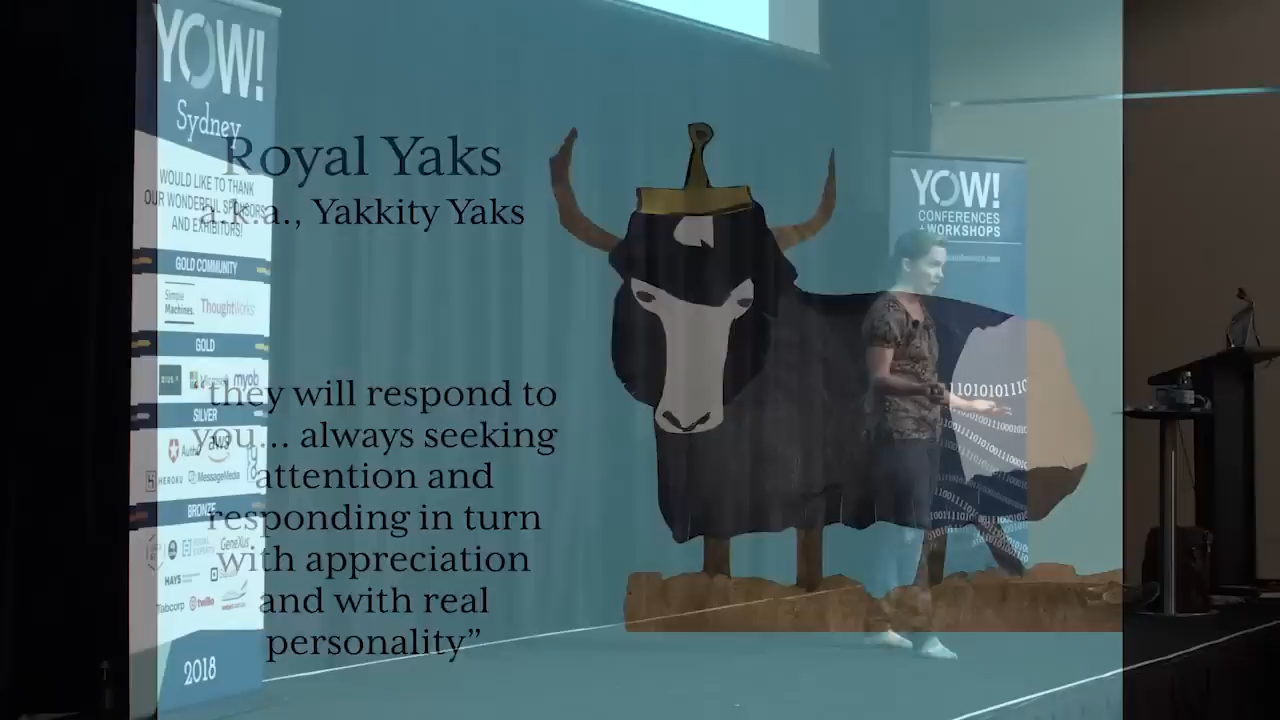 YOW!
Sydney
WOULD LIKE TO THANK
OUR WONDERFUL SPONSORS
AND EXHIBITORS!
GOLD COMMUNITY
Simple
Machines.
ThoughtWorks
GOLD
Microsoft
myob
SILVER
aws
HEROKU
MessageMedia
BRONZE
GeneXus
HAYS
Tabcorp
twilio
2018
Royal Yaks
a.k.a., Yakkity Yaks
they will respond to
you... always seeking
attention and
responding in turn
with appreciation
and with real
personality”
YOW!
CONFERENCES
+WORKSHOPS